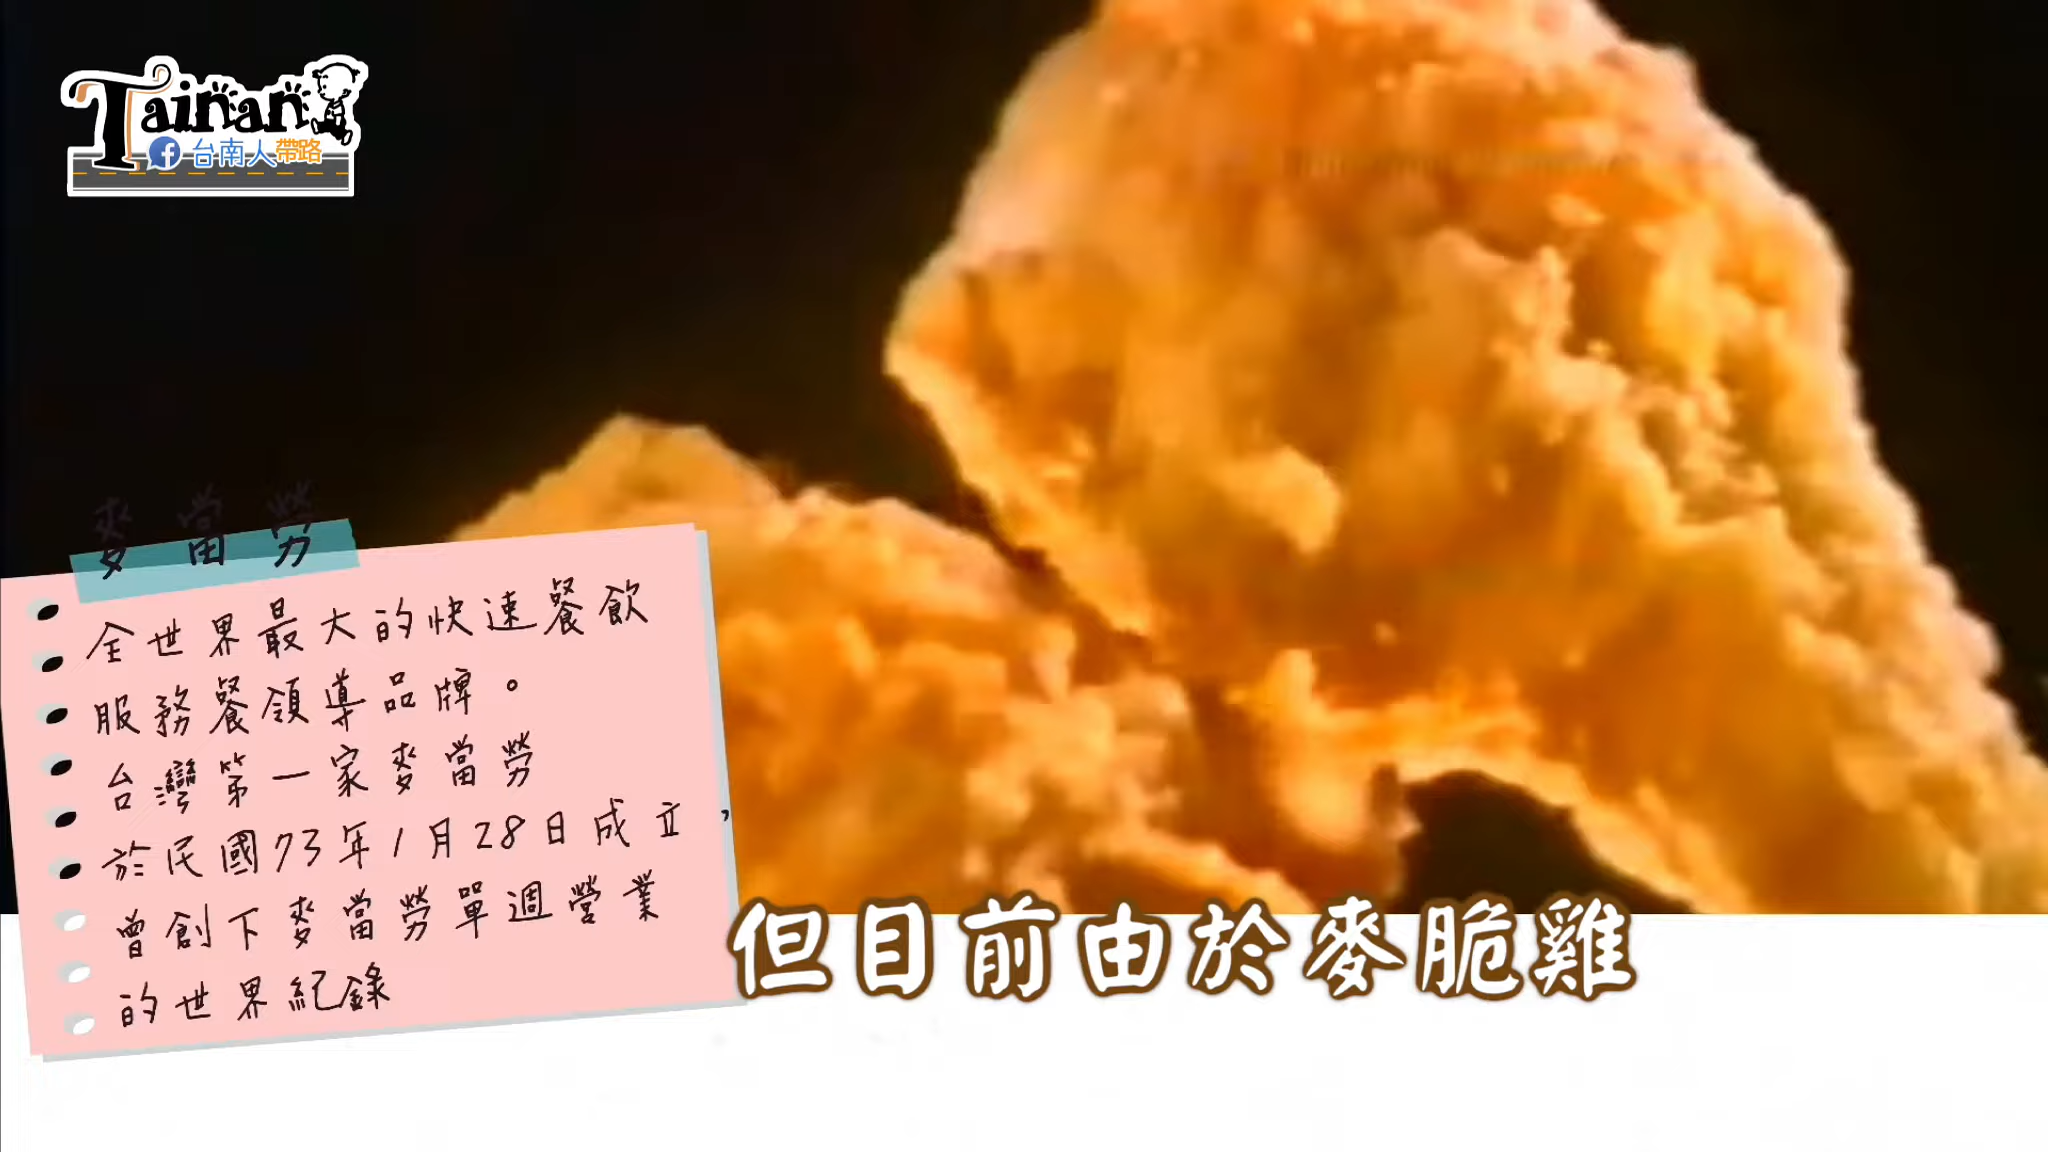 Tainan
台南人帶路
麥當勞
全世界最大的快速餐飲
服務餐領導品牌。
台灣第一家麥當勞
於民國73年1月28日成立，
曾創下麥當勞單週營業
的世界紀錄
但目前由於麥脆雞